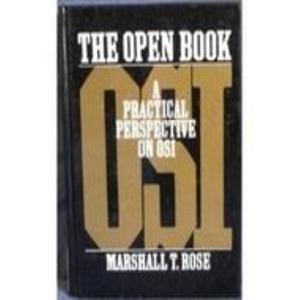 THE OPEN BOOK
OSI
A
PRACTICAL
PERSPECTIVE
ON OSI
MARSHALL T. ROSE